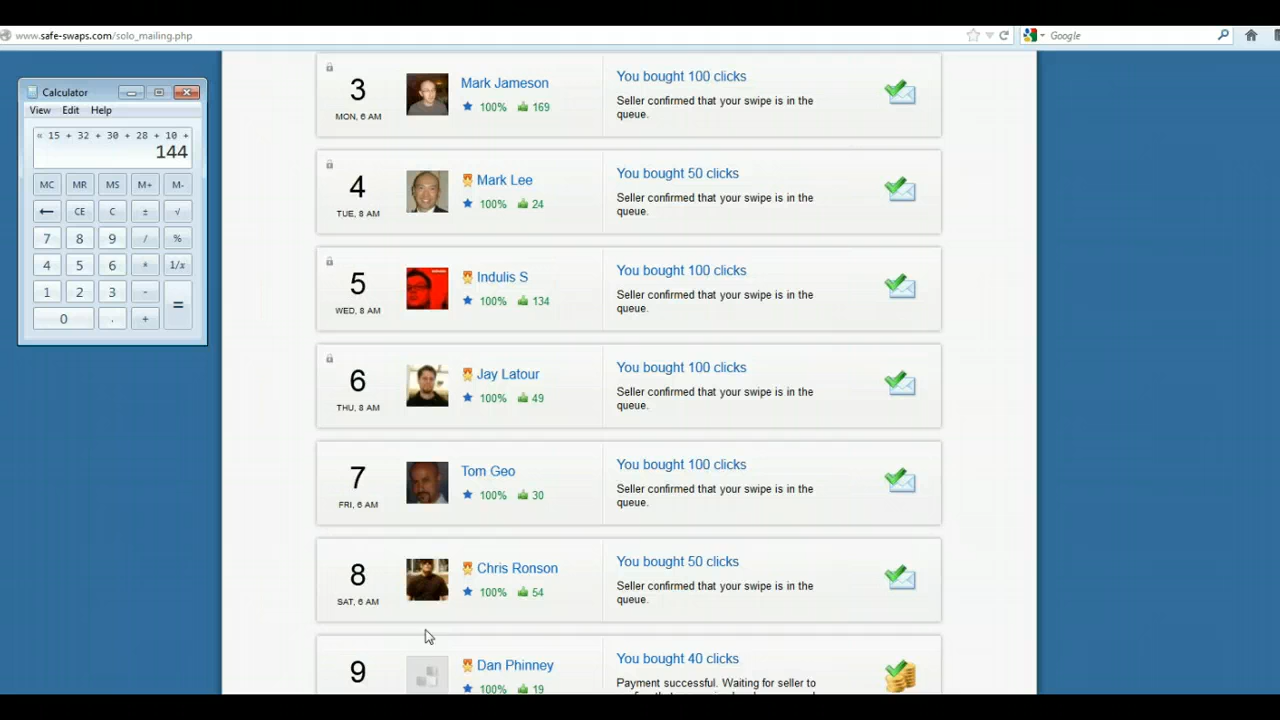 www.safe-swaps.com/solo_mailing.php
Google
Calculator
View Edit Help
15 + 32 + 30 + 28 + 10 +
144
MC MR MS M+ M-
← CE C ± √
7 8 9 / %
4 5 6 * 1/x
1 2 3 - =
0 . +
3
MON, 6 AM
Mark Jameson
100% 169
You bought 100 clicks
Seller confirmed that your swipe is in the
queue.
4
TUE, 8 AM
Mark Lee
100% 24
You bought 50 clicks
Seller confirmed that your swipe is in the
queue.
5
WED, 8 AM
Indulis S
100% 134
You bought 100 clicks
Seller confirmed that your swipe is in the
queue.
6
THU, 8 AM
Jay Latour
100% 49
You bought 100 clicks
Seller confirmed that your swipe is in the
queue.
7
FRI, 6 AM
Tom Geo
100% 30
You bought 100 clicks
Seller confirmed that your swipe is in the
queue.
8
SAT, 6 AM
Chris Ronson
100% 54
You bought 50 clicks
Seller confirmed that your swipe is in the
queue.
9
Dan Phinney
100% 19
You bought 40 clicks
Payment successful. Waiting for seller to